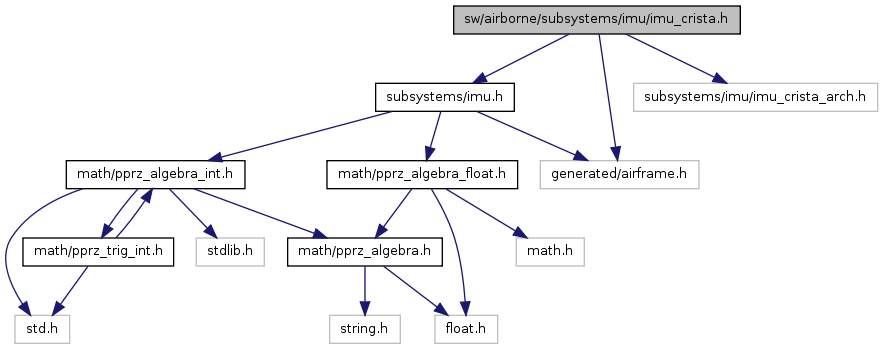 sw/airborne/subsystems/imu/imu_crista.h
subsystems/imu.h
subsystems/imu/imu_crista_arch.h
math/pprz_algebra_int.h
math/pprz_algebra_float.h
generated/airframe.h
math/pprz_trig_int.h
stdlib.h
math/pprz_algebra.h
math.h
std.h
string.h
float.h